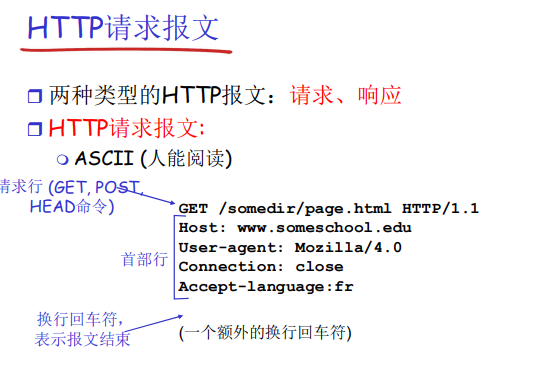 HTTP请求报文
两种类型的HTTP报文：请求、响应
HTTP请求报文:
ASCII (人能阅读)
请求行 (GET, POST,
HEAD命令)
GET /somedir/page.html HTTP/1.1
Host: www.someschool.edu
User-agent: Mozilla/4.0
Connection: close
Accept-language:fr
首部行
换行回车符，
表示报文结束
(一个额外的换行回车符)